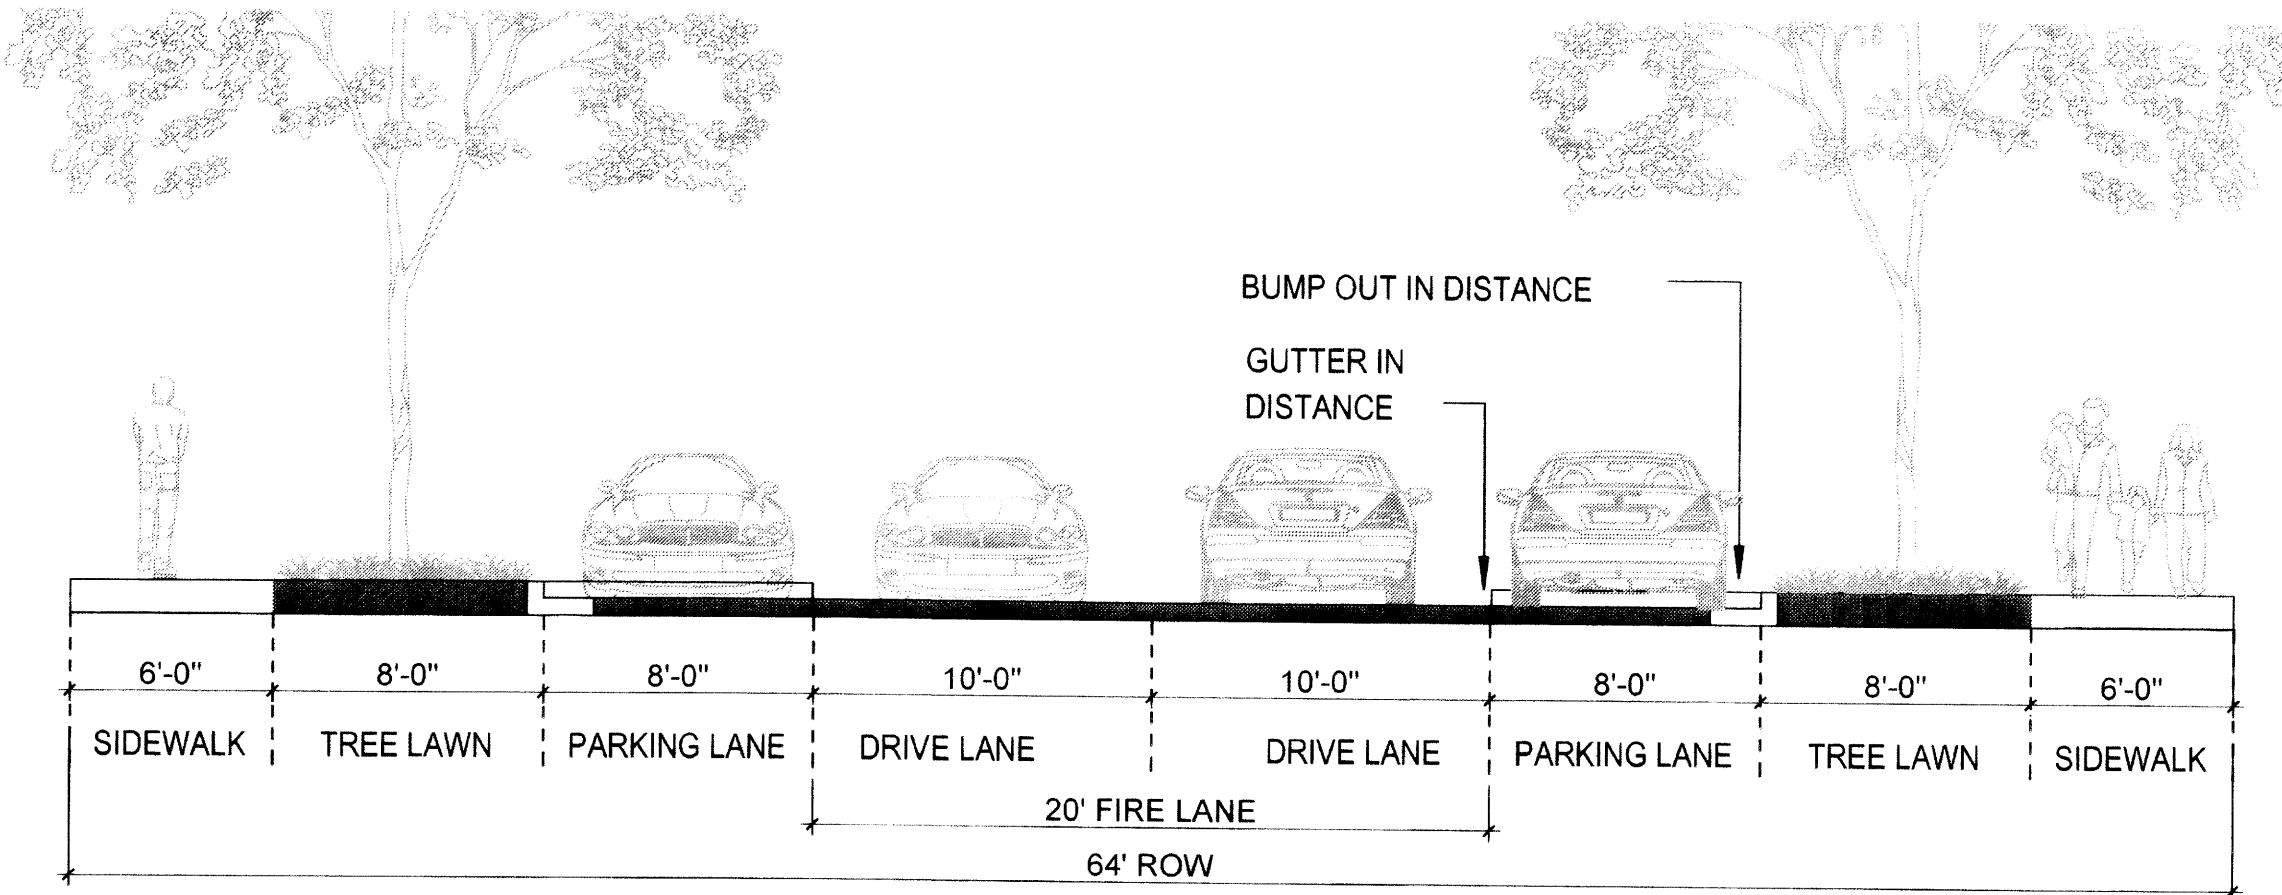 BUMP OUT IN DISTANCE
GUTTER IN
DISTANCE
6'-0" 8'-0" 8'-0" 10'-0" 10'-0" 8'-0" 8'-0" 6'-0"
SIDEWALK TREE LAWN PARKING LANE DRIVE LANE DRIVE LANE PARKING LANE TREE LAWN SIDEWALK
20' FIRE LANE
64' ROW